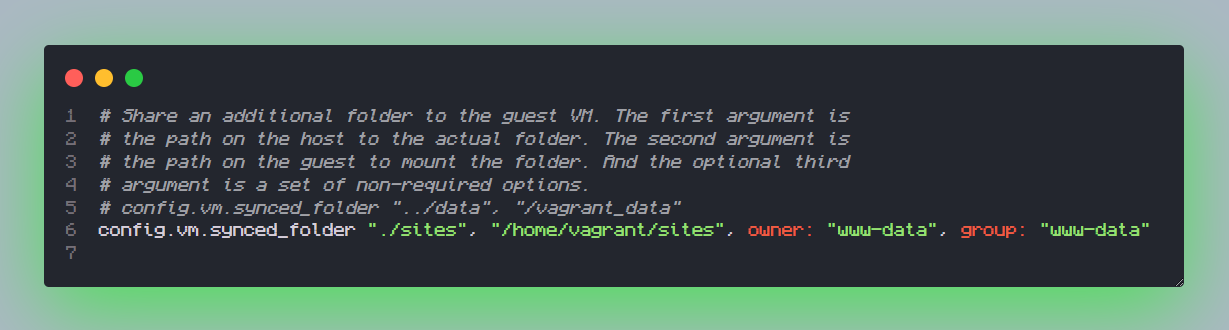 1 # Share an additional folder to the guest VM. The first argument is
2 # the path on the host to the actual folder. The second argument is
3 # the path on the guest to mount the folder. And the optional third
4 # argument is a set of non-required options.
5 # config.vm.synced_folder "../data", "/vagrant_data"
6 config.vm.synced_folder "./sites", "/home/vagrant/sites", owner: "www-data", group: "www-data"
7